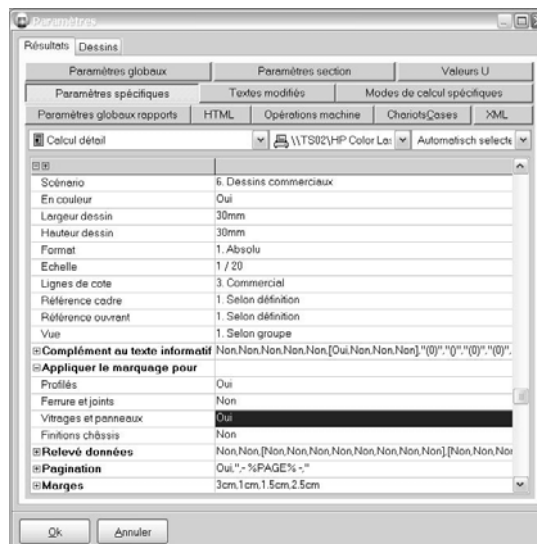 Paramètres
Résultats Dessins
Paramètres globaux Paramètres section Valeurs U
Paramètres spécifiques Textes modifiés Modes de calcul spécifiques
Paramètres globaux rapports HTML Opérations machine ChariotsCases XML
Calcul détail \\TS02\HP Color La: Automatisch selecte
Scénario 6. Dessins commerciaux
En couleur Oui
Largeur dessin 30mm
Hauteur dessin 30mm
Format 1. Absolu
Echelle 1 / 20
Lignes de cote 3. Commercial
Référence cadre 1. Selon définition
Référence ouvrant 1. Selon définition
Vue 1. Selon groupe
Complément au texte informatif Non,Non,Non,Non,Non,[Oui,Non,Non,Non],"(0)","()","(0)","(0)",
Appliquer le marquage pour
Profilés Oui
Ferrure et joints Non
Vitrages et panneaux Oui
Finitions châssis Non
Relevé données Non,Non,[Non,Non,Non,Non,Non,Non,Non,Non],[Non,Non,Nor
Pagination Oui,",- %PAGE% -,"
Marges 3cm,1cm,1.5cm,2.5cm
Ok Annuler